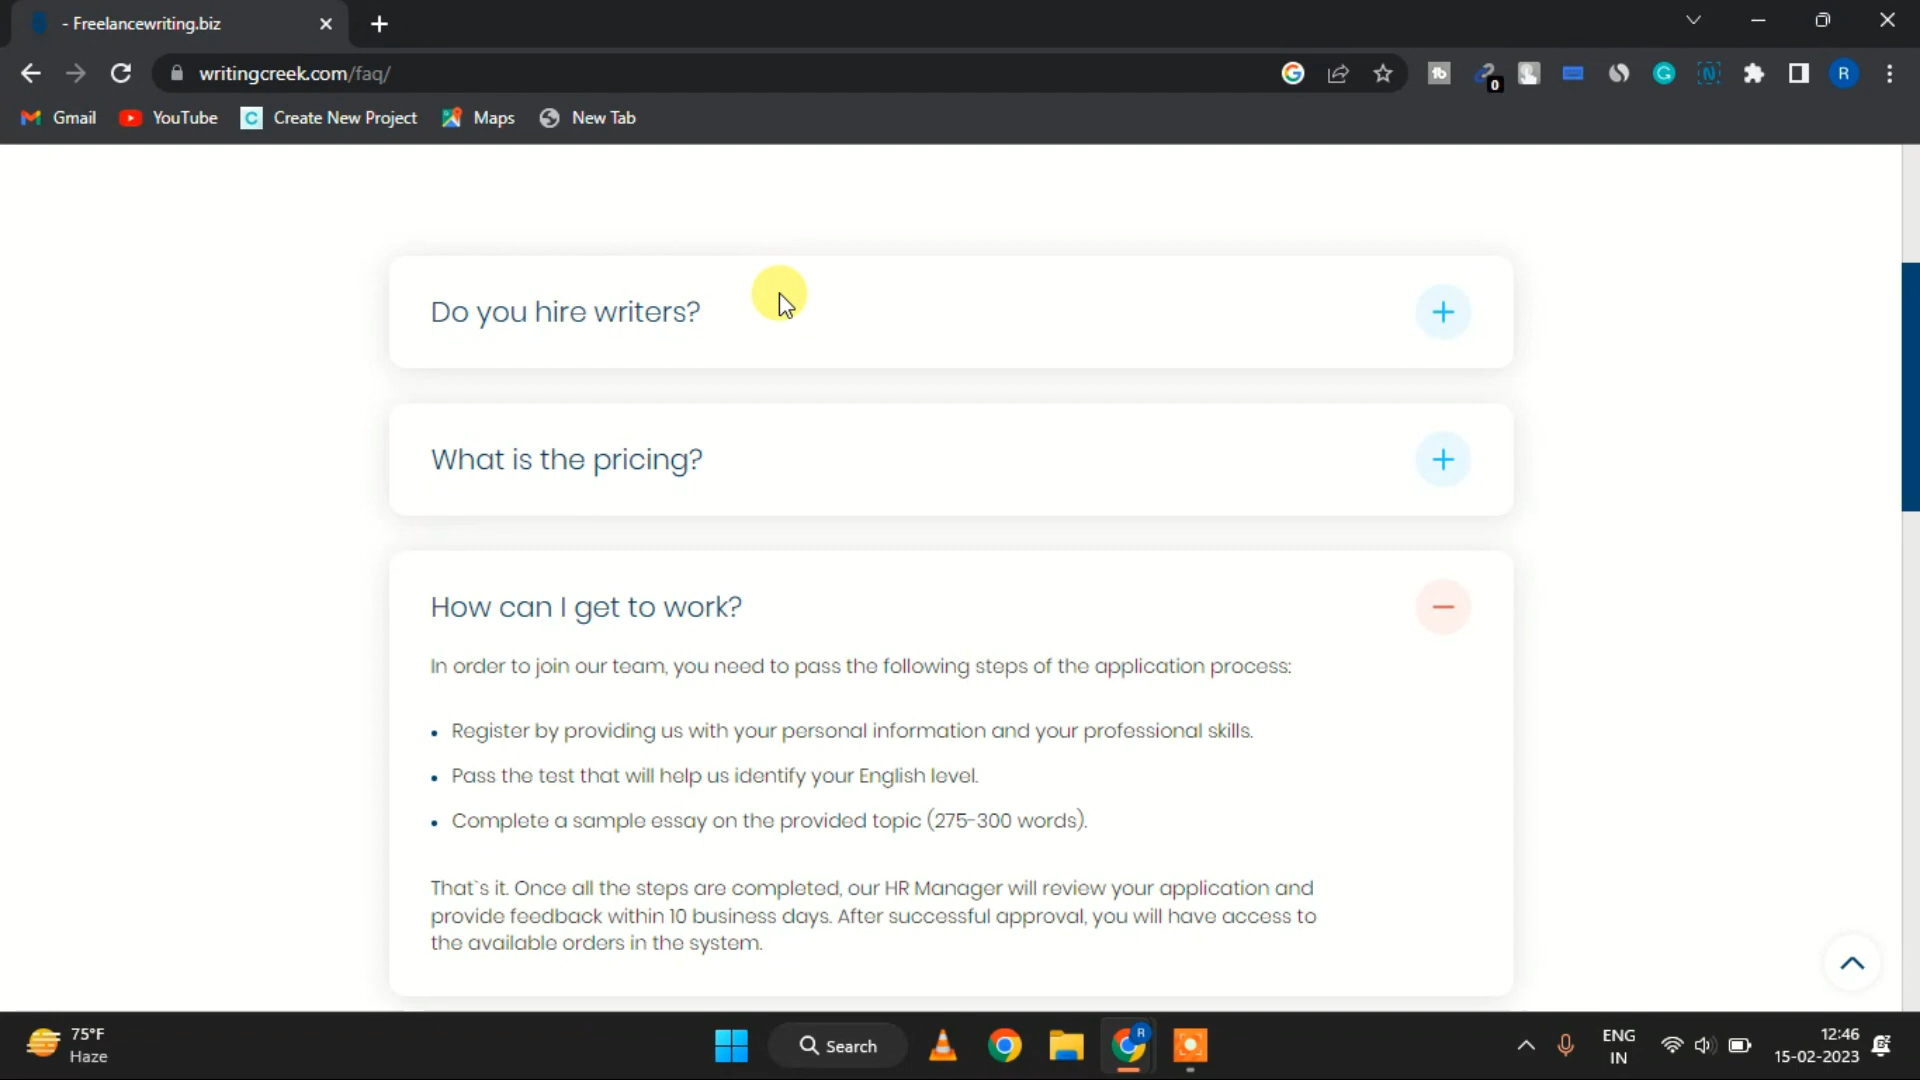 - Freelancewriting.biz
writingcreek.com/faq/
0
R
Gmail
YouTube
Create New Project
Maps
New Tab
Do you hire writers?
What is the pricing?
How can I get to work?
In order to join our team, you need to pass the following steps of the application process:
• Register by providing us with your personal information and your professional skills.
• Pass the test that will help us identify your English level.
• Complete a sample essay on the provided topic (275-300 words).
That`s it. Once all the steps are completed, our HR Manager will review your application and
provide feedback within 10 business days. After successful approval, you will have access to
the available orders in the system.
75°F
Haze
Search
R
ENG
IN
12:46
15-02-2023